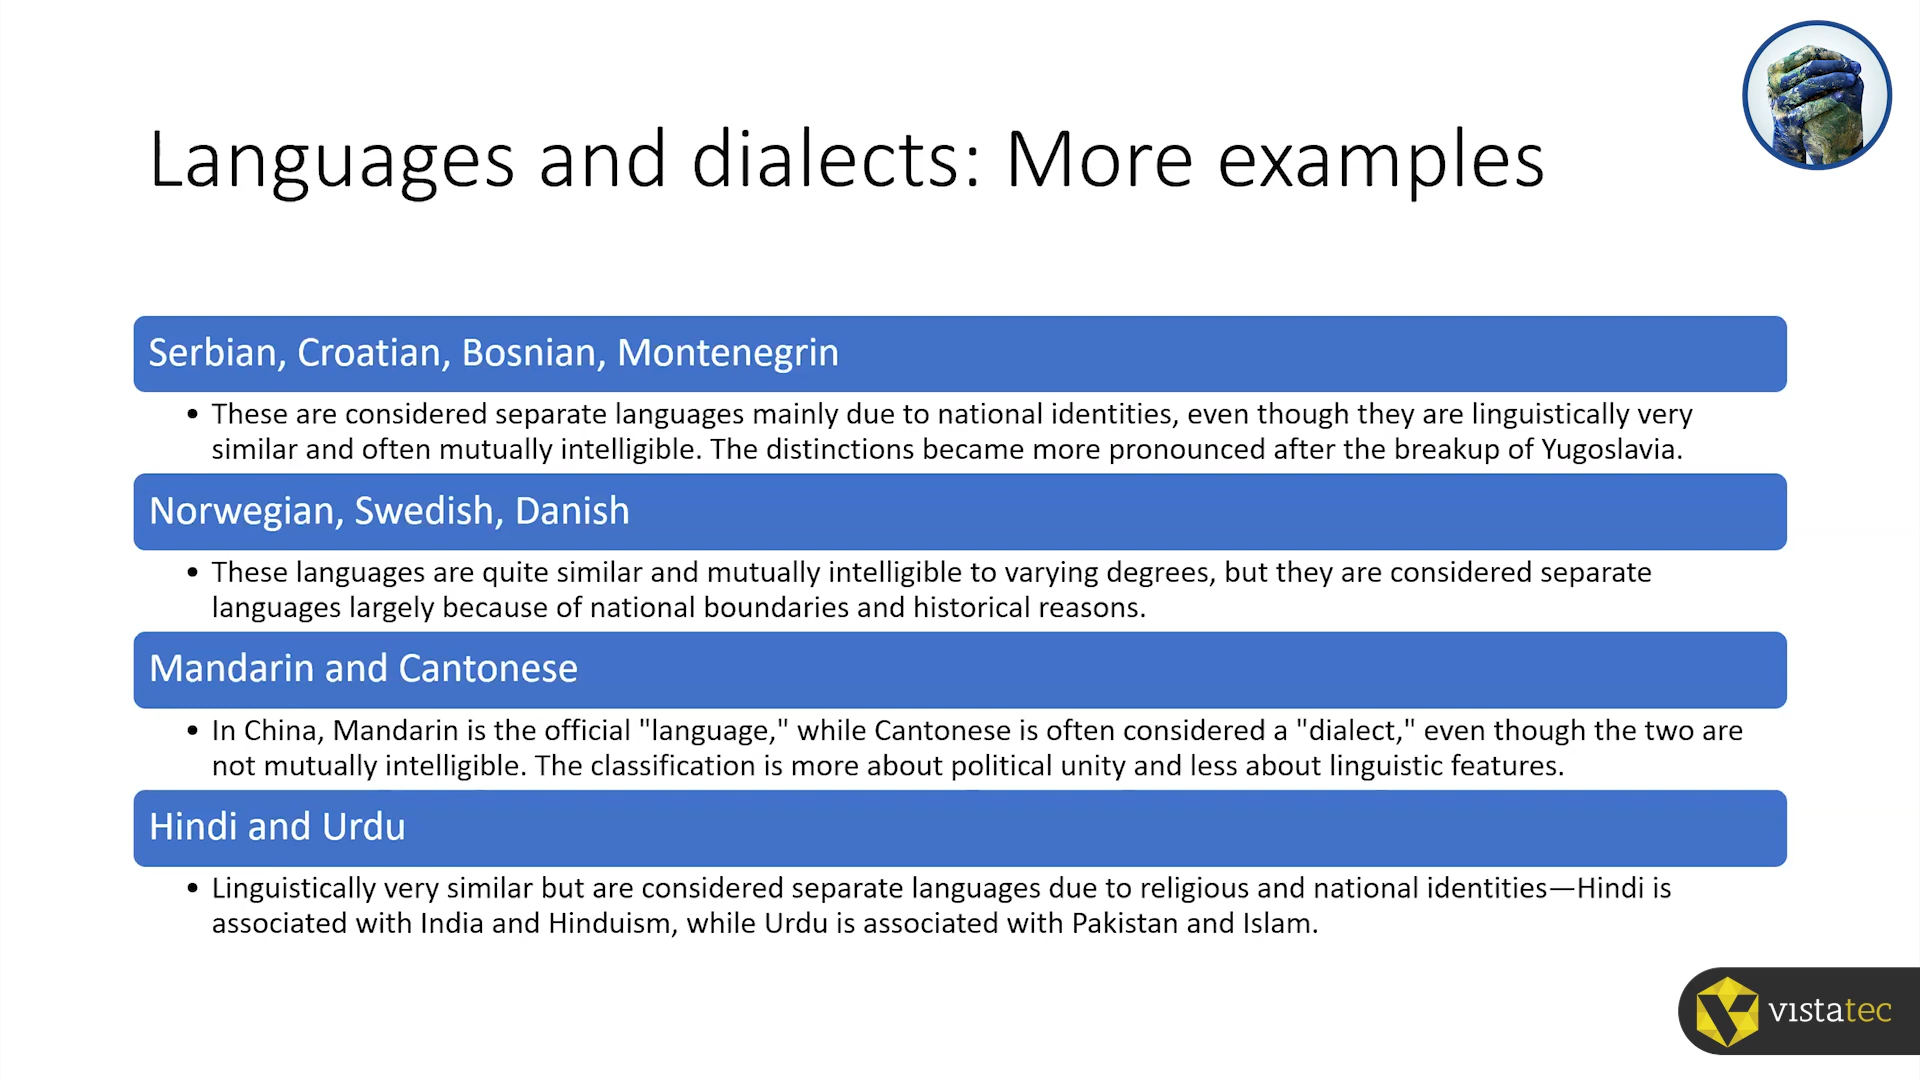 Languages and dialects: More examples
Serbian, Croatian, Bosnian, Montenegrin
• These are considered separate languages mainly due to national identities, even though they are linguistically very
similar and often mutually intelligible. The distinctions became more pronounced after the breakup of Yugoslavia.
Norwegian, Swedish, Danish
• These languages are quite similar and mutually intelligible to varying degrees, but they are considered separate
languages largely because of national boundaries and historical reasons.
Mandarin and Cantonese
• In China, Mandarin is the official "language," while Cantonese is often considered a "dialect," even though the two are
not mutually intelligible. The classification is more about political unity and less about linguistic features.
Hindi and Urdu
• Linguistically very similar but are considered separate languages due to religious and national identities—Hindi is
associated with India and Hinduism, while Urdu is associated with Pakistan and Islam.
vistatec